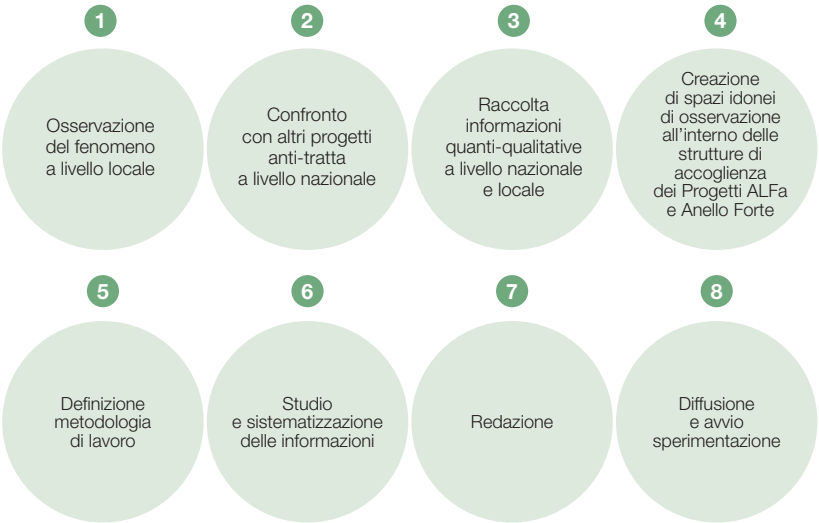 1
Osservazione
del fenomeno
a livello locale
2
Confronto
con altri progetti
anti-tratta
a livello nazionale
3
Raccolta
informazioni
quanti-qualitative
a livello nazionale
e locale
4
Creazione
di spazi idonei
di osservazione
all'interno delle
strutture di
accoglienza
dei Progetti ALFa
e Anello Forte
5
Definizione
metodologia
di lavoro
6
Studio
e sistematizzazione
delle informazioni
7
Redazione
8
Diffusione
e avvio
sperimentazione